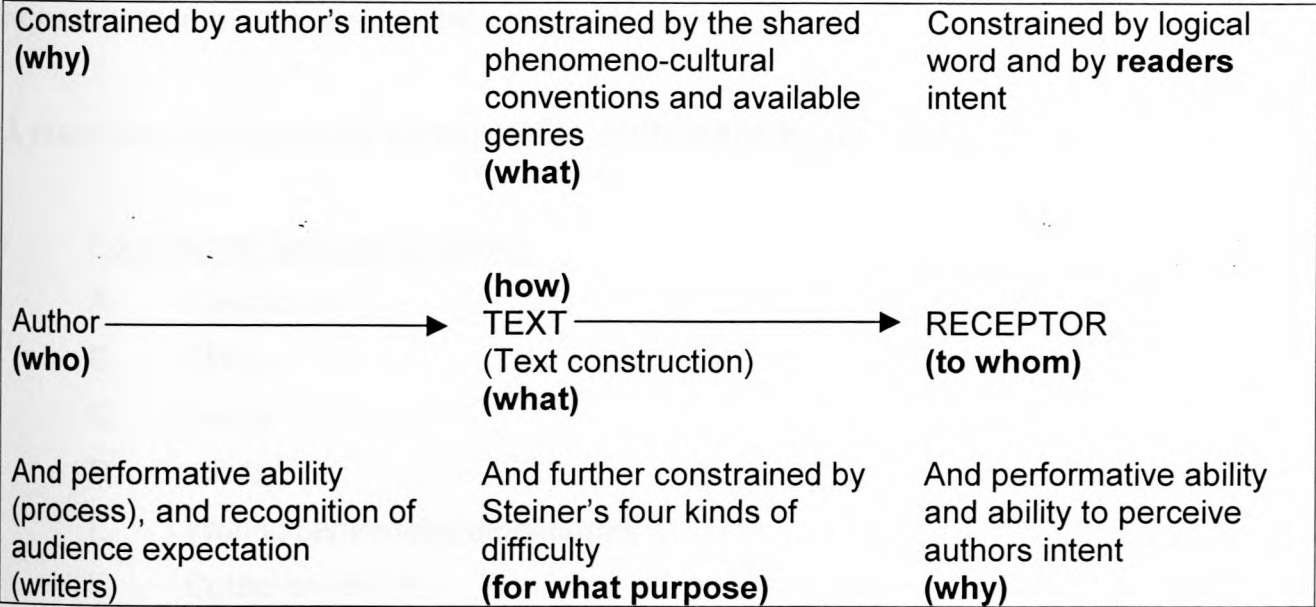 Constrained by author's intent
(why)
constrained by the shared
phenomeno-cultural
conventions and available
genres
(what)
Constrained by logical
word and by readers
intent
Author
(who)
(how)
TEXT
(Text construction)
(what)
RECEPTOR
(to whom)
And performative ability
(process), and recognition of
audience expectation
(writers)
And further constrained by
Steiner's four kinds of
difficulty
(for what purpose)
And performative ability
and ability to perceive
authors intent
(why)